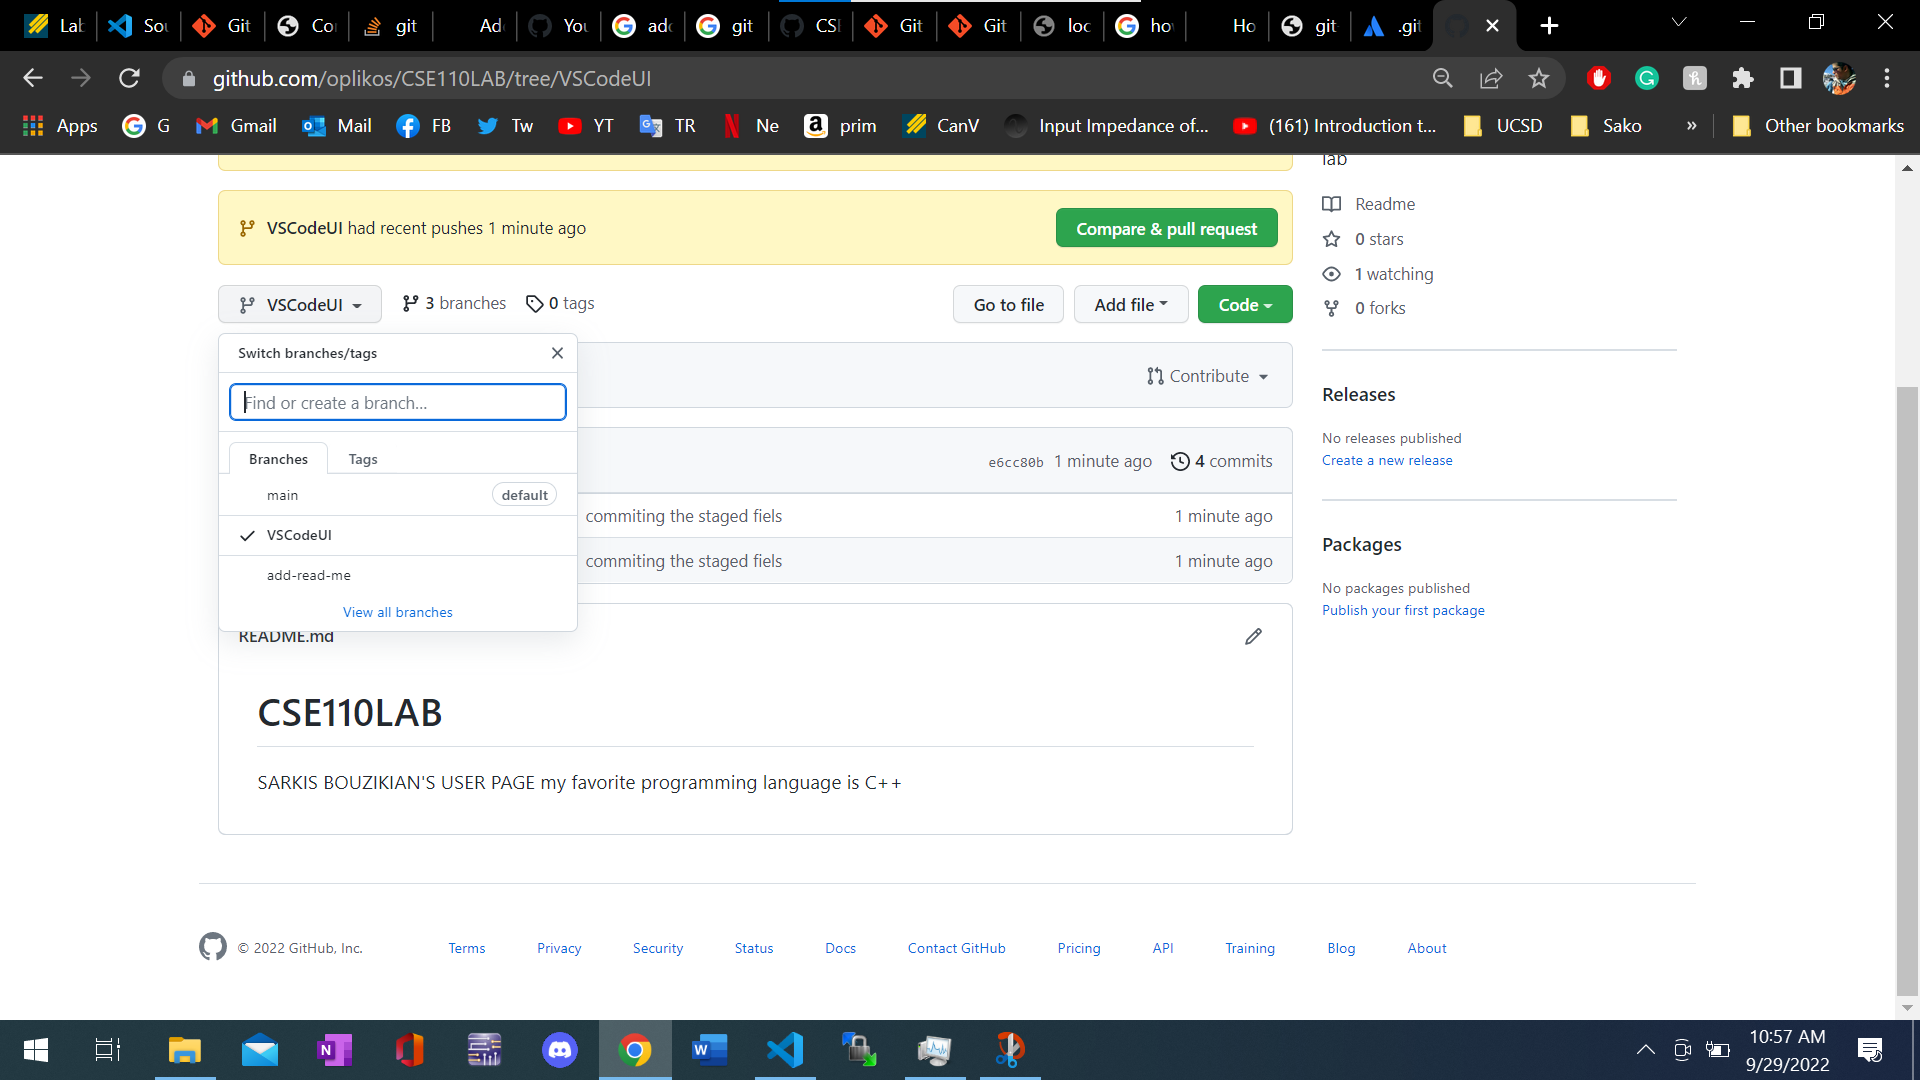 Lab
Sou
Git
Cor
git
Ad
You
add
git
CSE
Git
Git
loc
ho
Ho
git
.git
github.com/oplikos/CSE110LAB/tree/VSCodeUI
Apps
G
Gmail
Mail
FB
Tw
YT
TR
Ne
prim
CanV
Input Impedance of...
(161) Introduction t...
UCSD
Sako
»
Other bookmarks
lab
VSCodeUI had recent pushes 1 minute ago
Compare & pull request
Readme
0 stars
1 watching
0 forks
VSCodeUI
3 branches
0 tags
Go to file
Add file
Code
Switch branches/tags
Find or create a branch...
Contribute
Releases
No releases published
Create a new release
Branches
Tags
e6cc80b 1 minute ago
4 commits
main
default
commiting the staged fiels
1 minute ago
VSCodeUI
commiting the staged fiels
1 minute ago
add-read-me
View all branches
Packages
No packages published
Publish your first package
README.md
CSE110LAB
SARKIS BOUZIKIAN'S USER PAGE my favorite programming language is C++
© 2022 GitHub, Inc.
Terms
Privacy
Security
Status
Docs
Contact GitHub
Pricing
API
Training
Blog
About
10:57 AM
9/29/2022